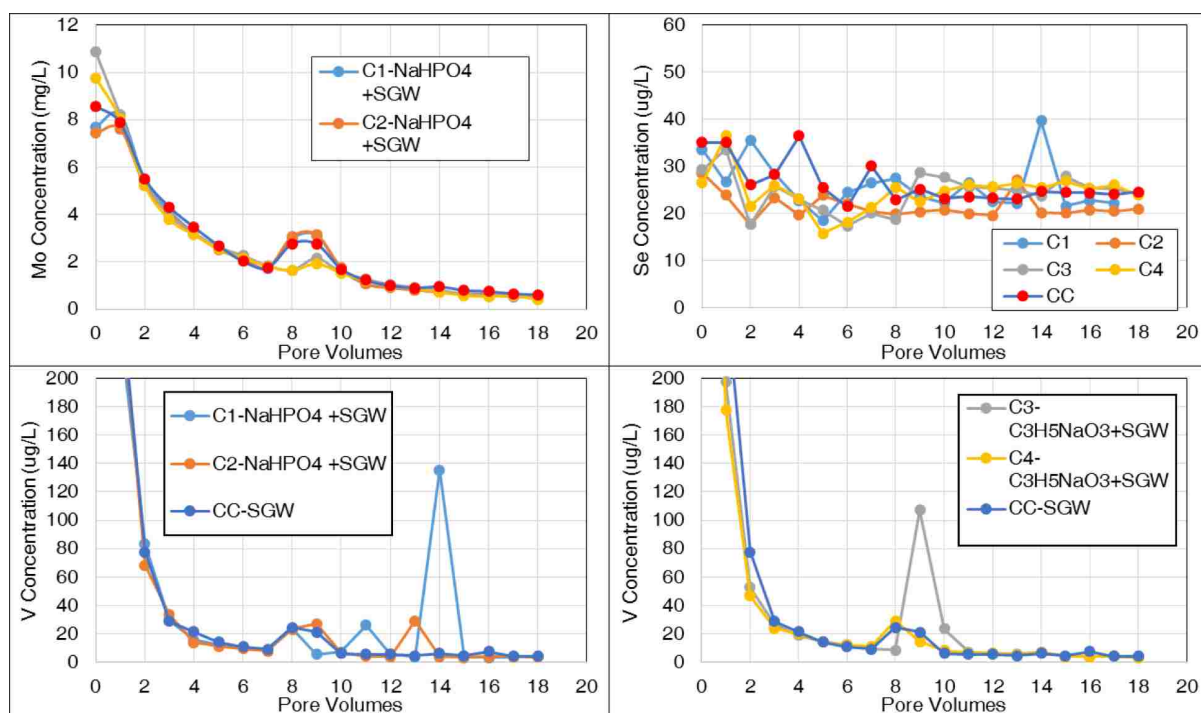 Mo Concentration (mg/L)
12
10
8
6
4
2
0
0 2 4 6 8 10 12 14 16 18 20
Pore Volumes
C1-NaHPO4
+SGW
C2-NaHPO4
+SGW
Se Concentration (ug/L)
60
50
40
30
20
10
0
0 2 4 6 8 10 12 14 16 18 20
Pore Volumes
C1 C2
C3 C4
CC
V Concentration (ug/L)
200
180
160
140
120
100
80
60
40
20
0
0 2 4 6 8 10 12 14 16 18 20
Pore Volumes
C1-NaHPO4 +SGW
C2-NaHPO4 +SGW
CC-SGW
V Concentration (ug/L)
200
180
160
140
120
100
80
60
40
20
0
0 2 4 6 8 10 12 14 16 18 20
Pore Volumes
C3-
C3H5NaO3+SGW
C4-
C3H5NaO3+SGW
CC-SGW